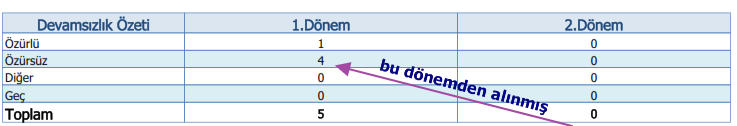 Devamsızlık Özeti 1.Dönem 2.Dönem
Özürlü 1 0
Özürsüz 4 0
Diğer 0 0
Geç 0 0
Toplam 5 0
bu dönemden alınmış